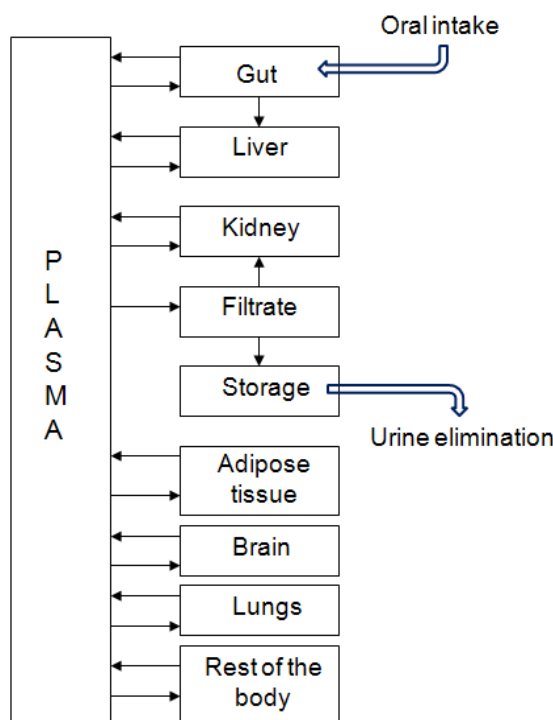 Oral intake
Gut
Liver
Kidney
Filtrate
Storage
Urine elimination
Adipose
tissue
Brain
Lungs
Rest of the
body
P
L
A
S
M
A